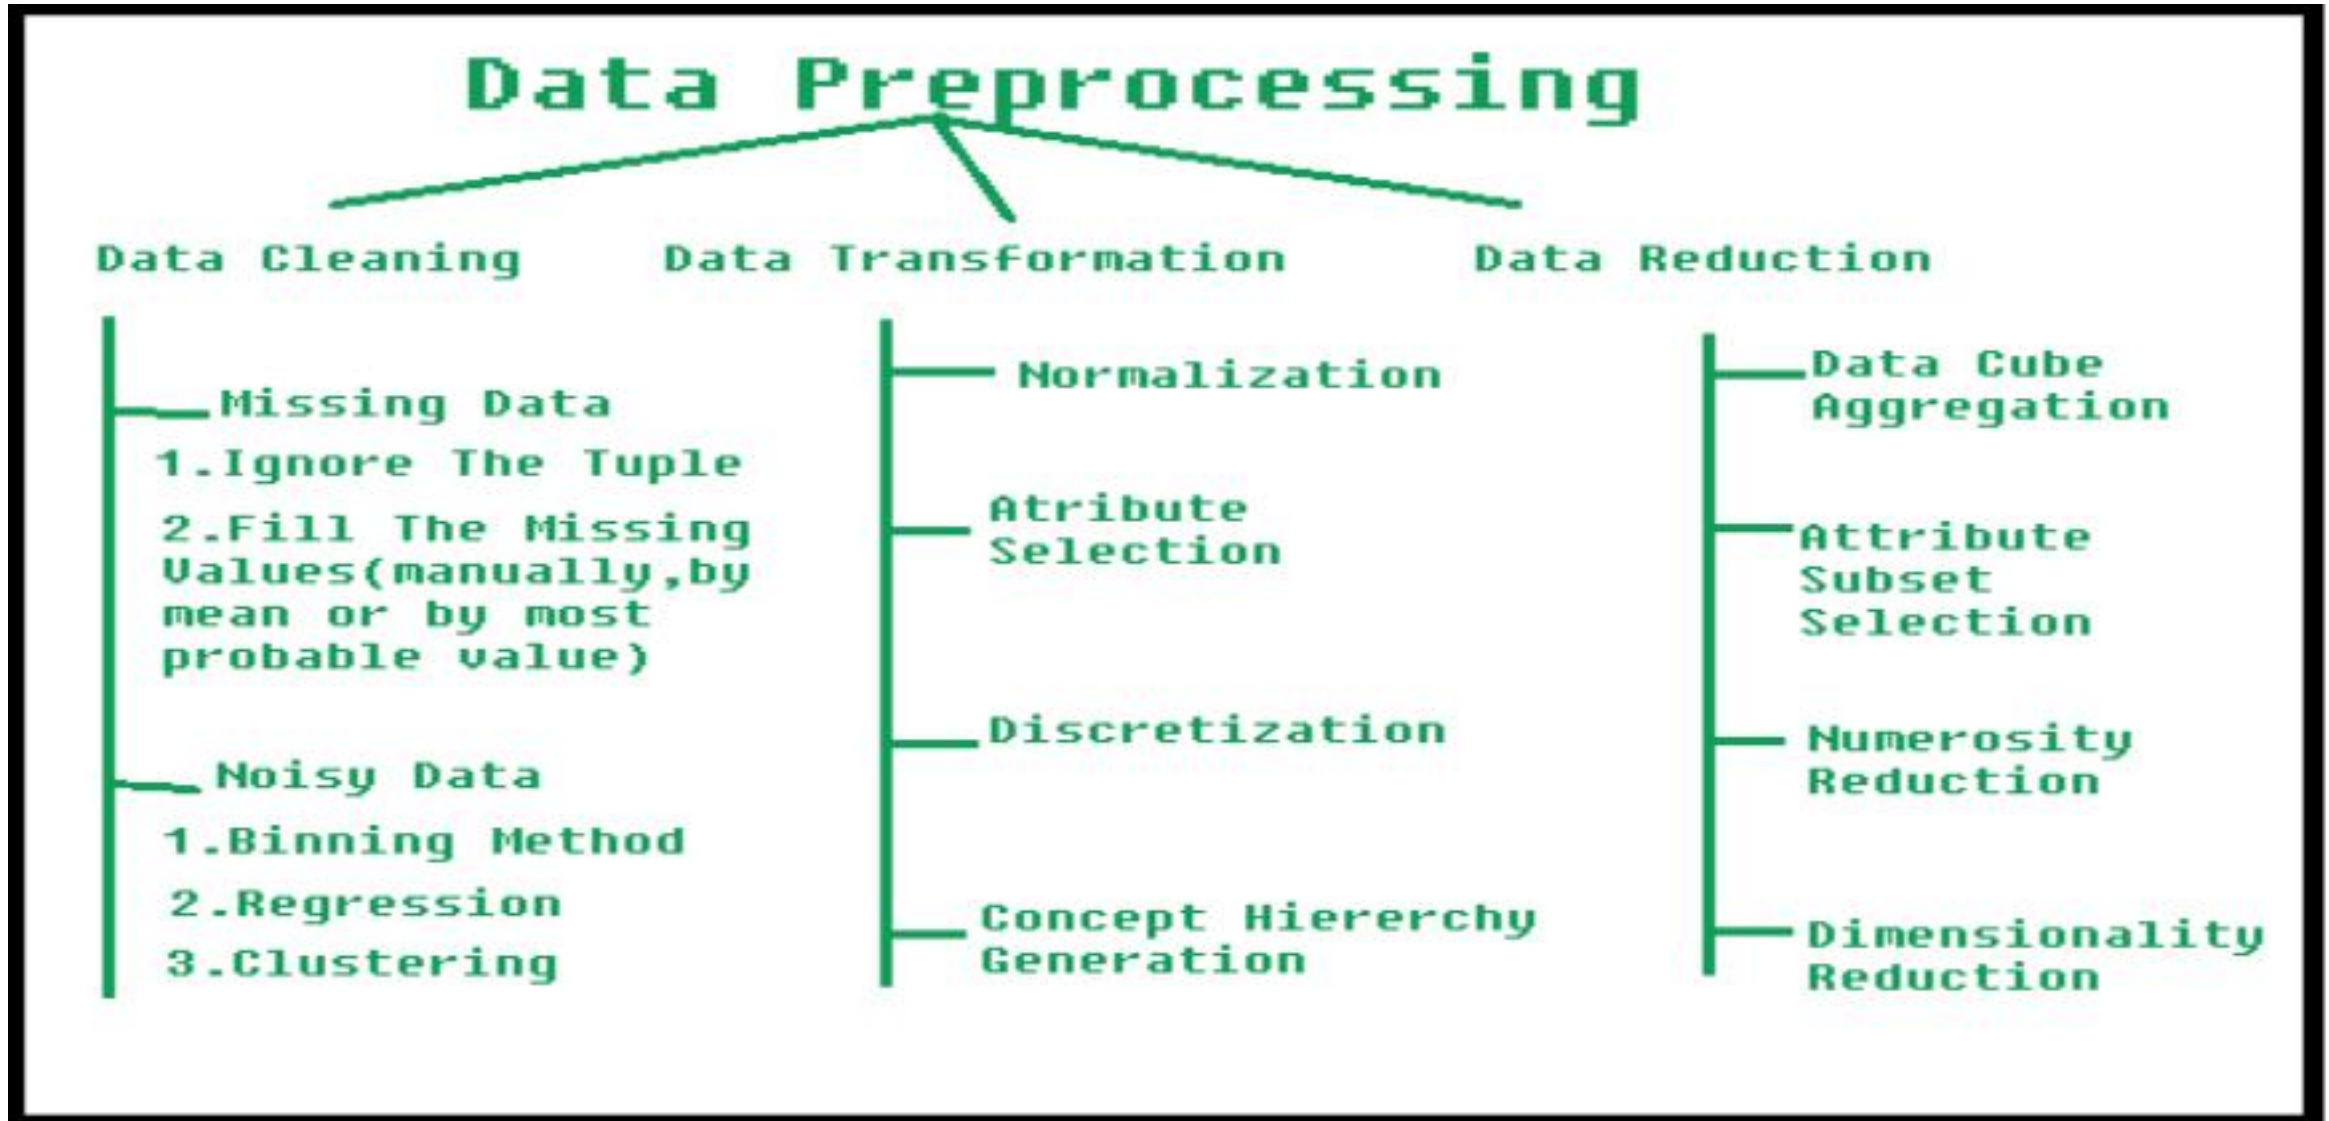 Data Preprocessing
Data Cleaning
Missing Data
1.Ignore The Tuple
2.Fill The Missing
Values(manually,by
mean or by most
probable value)
Noisy Data
1.Binning Method
2.Regression
3.Clustering
Data Transformation
Normalization
Atribute
Selection
Discretization
Concept Hiererchy
Generation
Data Reduction
Data Cube
Aggregation
Attribute
Subset
Selection
Numerosity
Reduction
Dimensionality
Reduction